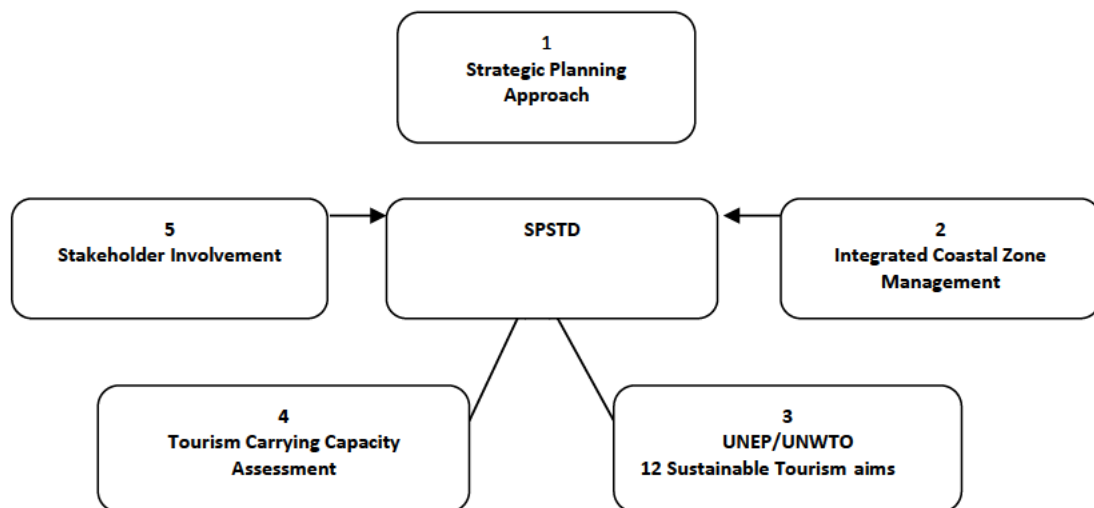 1
Strategic Planning
Approach
5
Stakeholder Involvement
SPSTD
2
Integrated Coastal Zone
Management
4
Tourism Carrying Capacity
Assessment
3
UNEP/UNWTO
12 Sustainable Tourism aims